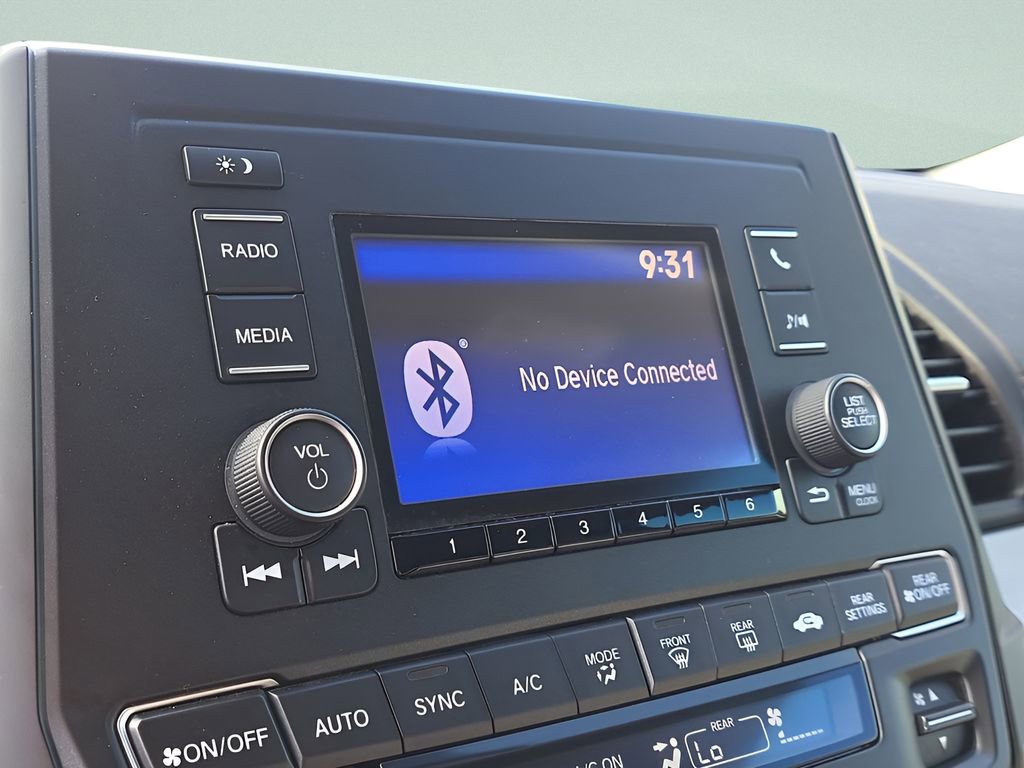 RADIO
MEDIA
VOL
9:31
®
No Device Connected
LIST
PUSH
SELECT
MENU
CLOCK
1 2 3 4 5 6
ON/OFF
AUTO
SYNC
A/C
MODE
FRONT
REAR
REAR
SETTINGS
REAR
ON/OFF
A/C ON
REAR
Lo